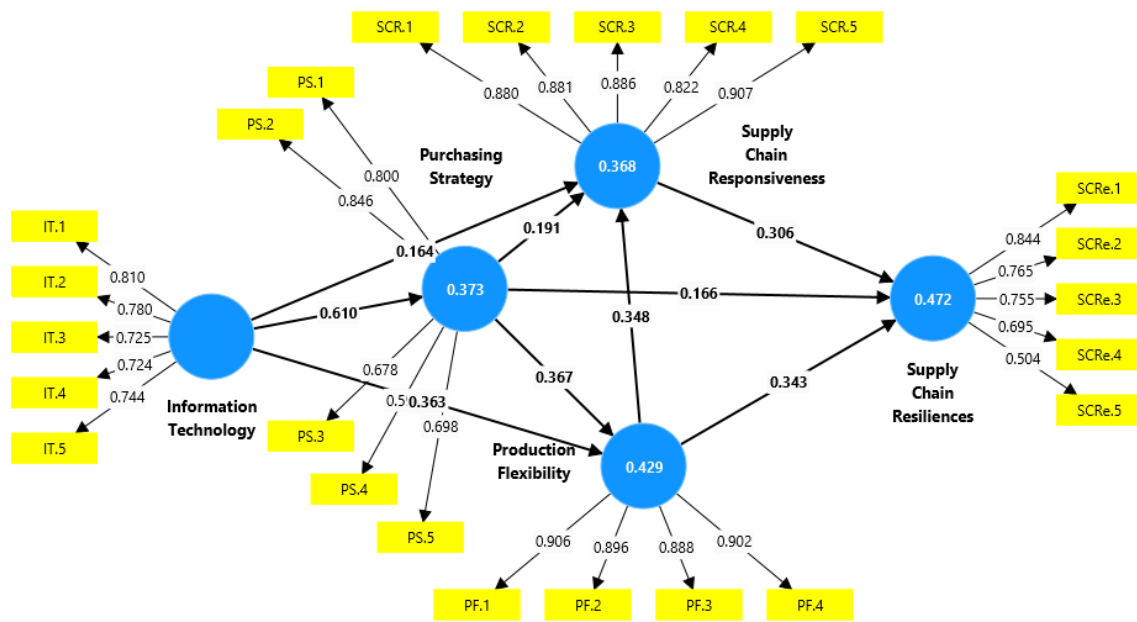 SCR.1
SCR.2
SCR.3
SCR.4
SCR.5
0.880
0.881
0.886
0.822
0.907
PS.1
PS.2
0.800
0.846
Purchasing
Strategy
0.368
Supply
Chain
Responsiveness
IT.1
IT.2
IT.3
IT.4
IT.5
0.810
0.780
0.725
0.724
0.744
Information
Technology
0.164
0.191
0.610
0.373
0.306
0.166
0.348
0.472
SCRe.1
SCRe.2
SCRe.3
SCRe.4
SCRe.5
0.844
0.765
0.755
0.695
0.504
Supply
Chain
Resiliences
0.678
0.363
0.698
0.367
0.343
PS.3
PS.4
PS.5
Production
Flexibility
0.429
0.906
0.896
0.888
0.902
PF.1
PF.2
PF.3
PF.4